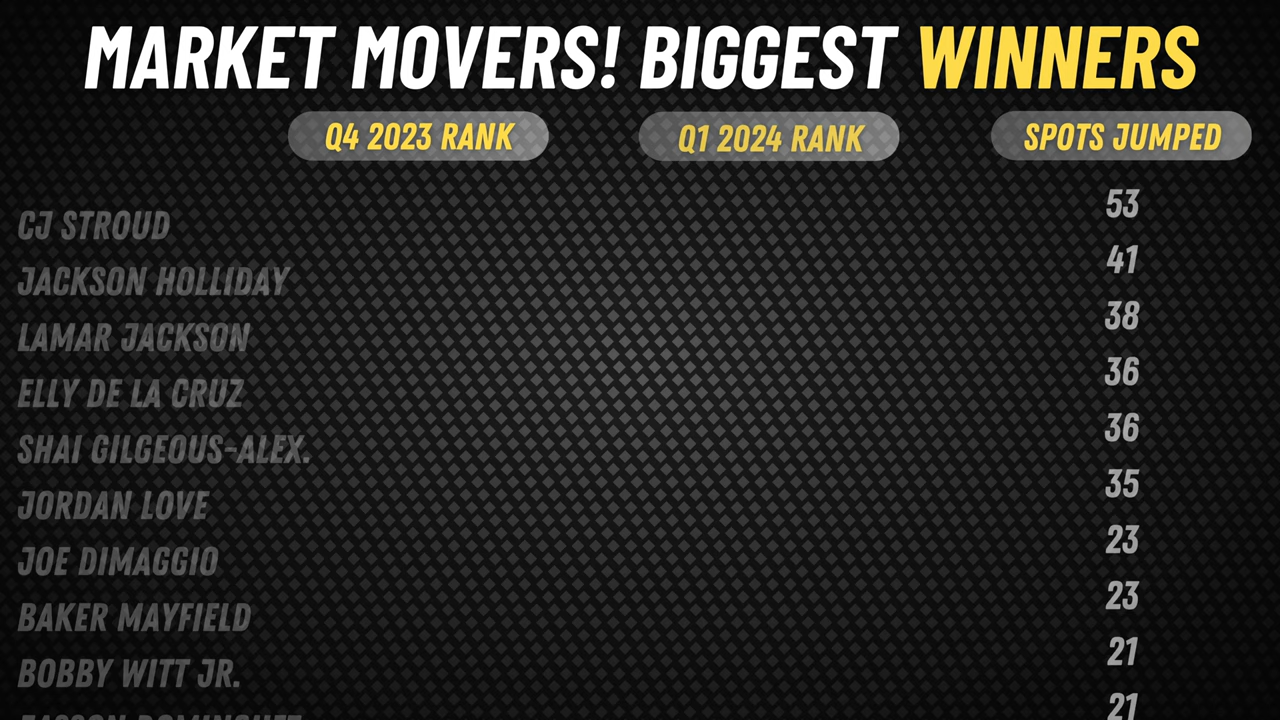 MARKET MOVERS! BIGGEST WINNERS
Q4 2023 RANK Q1 2024 RANK SPOTS JUMPED
CJ STROUD 53
JACKSON HOLLIDAY 41
LAMAR JACKSON 38
ELLY DE LA CRUZ 36
SHAI GILGEOUS-ALEX. 36
JORDAN LOVE 35
JOE DIMAGGIO 23
BAKER MAYFIELD 23
BOBBY WITT JR. 21
21